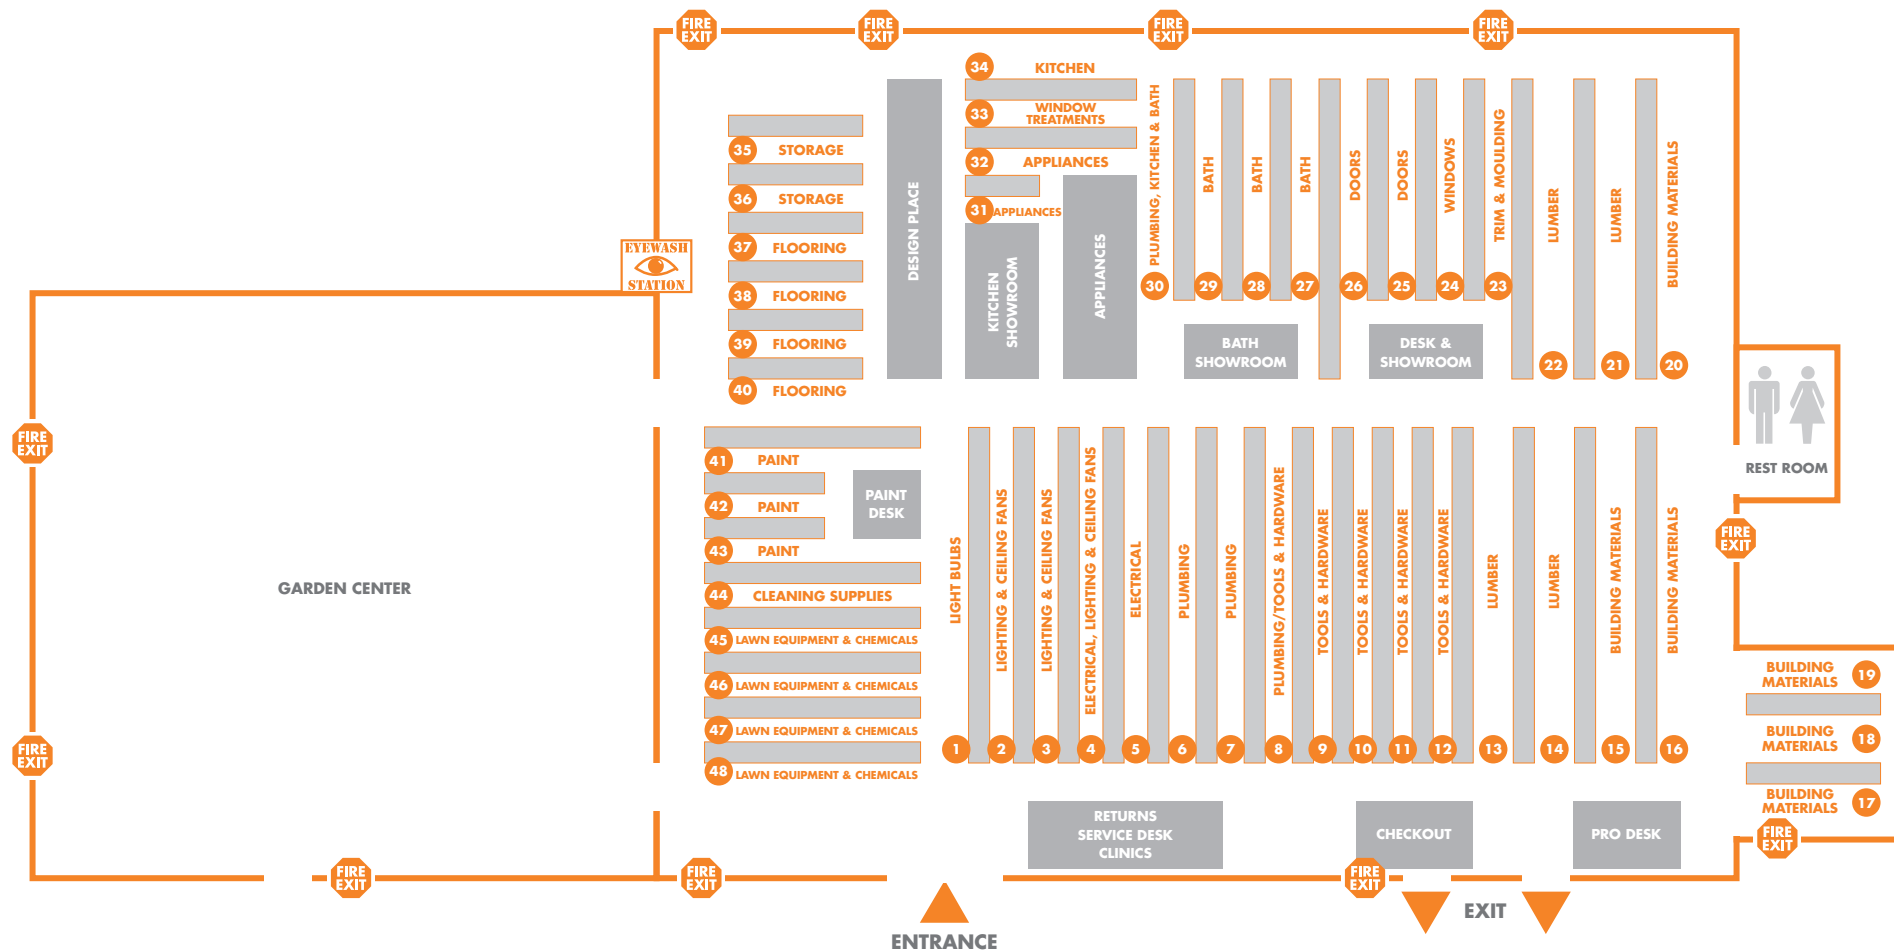 FIRE
EXIT
FIRE
EXIT
FIRE
EXIT
FIRE
EXIT
34 KITCHEN
33 WINDOW
TREATMENTS
32 APPLIANCES
31 APPLIANCES
35 STORAGE
36 STORAGE
37 FLOORING
38 FLOORING
39 FLOORING
40 FLOORING
EYEWASH
STATION
DESIGN PLACE
KITCHEN
SHOWROOM
APPLIANCES
PLUMBING, KITCHEN & BATH
30
BATH
29
BATH
28
BATH
27
DOORS
26
DOORS
25
WINDOWS
24
TRIM & MOULDING
23
LUMBER
22
LUMBER
21
BUILDING MATERIALS
20
BATH
SHOWROOM
DESK &
SHOWROOM
REST ROOM
FIRE
EXIT
FIRE
EXIT
FIRE
EXIT
GARDEN CENTER
41 PAINT
42 PAINT
43 PAINT
PAINT
DESK
44 CLEANING SUPPLIES
45 LAWN EQUIPMENT & CHEMICALS
46 LAWN EQUIPMENT & CHEMICALS
47 LAWN EQUIPMENT & CHEMICALS
48 LAWN EQUIPMENT & CHEMICALS
LIGHT BULBS
1
LIGHTING & CEILING FANS
2
LIGHTING & CEILING FANS
3
ELECTRICAL, LIGHTING & CEILING FANS
4
ELECTRICAL
5
PLUMBING
6
PLUMBING
7
PLUMBING/TOOLS & HARDWARE
8
TOOLS & HARDWARE
9
TOOLS & HARDWARE
10
TOOLS & HARDWARE
11
TOOLS & HARDWARE
12
LUMBER
13
LUMBER
14
BUILDING MATERIALS
15
BUILDING MATERIALS
16
BUILDING
MATERIALS 19
BUILDING
MATERIALS 18
BUILDING
MATERIALS 17
RETURNS
SERVICE DESK
CLINICS
CHECKOUT
PRO DESK
FIRE
EXIT
FIRE
EXIT
FIRE
EXIT
FIRE
EXIT
EXIT
ENTRANCE